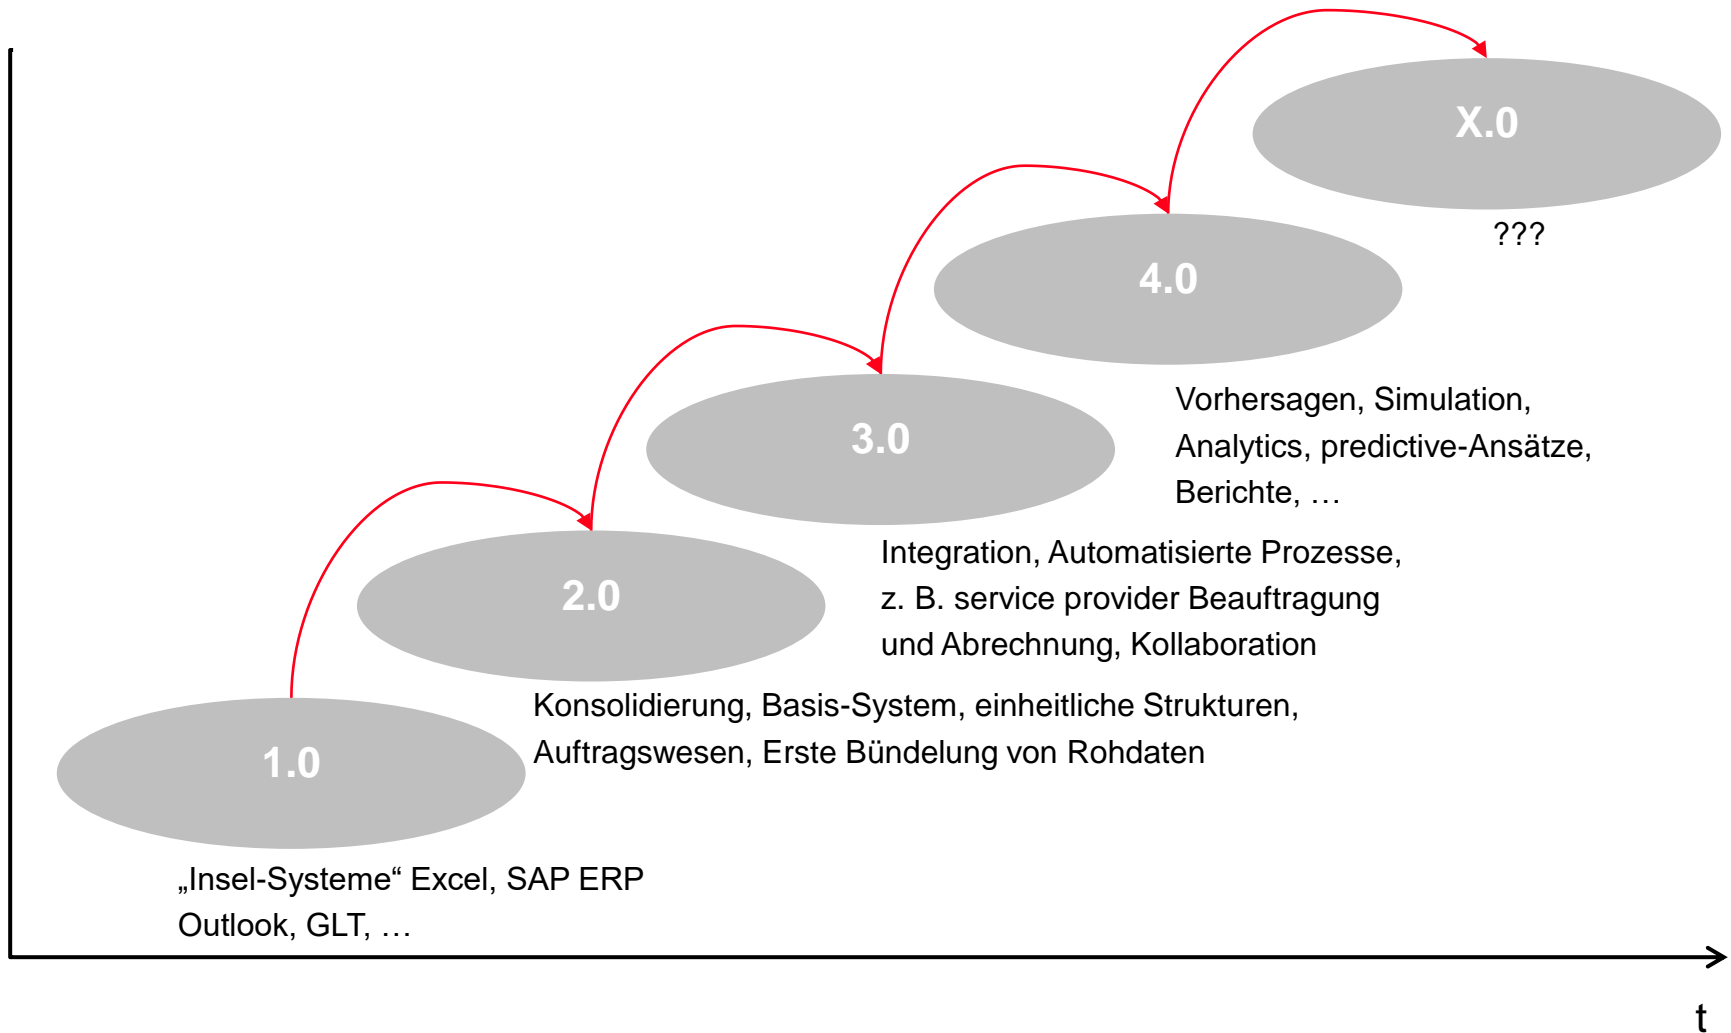 X.0
???
4.0
Vorhersagen, Simulation,
Analytics, predictive-Ansätze,
Berichte, …
3.0
Integration, Automatisierte Prozesse,
z. B. service provider Beauftragung
und Abrechnung, Kollaboration
2.0
Konsolidierung, Basis-System, einheitliche Strukturen,
Auftragswesen, Erste Bündelung von Rohdaten
1.0
„Insel-Systeme“ Excel, SAP ERP
Outlook, GLT, …
t